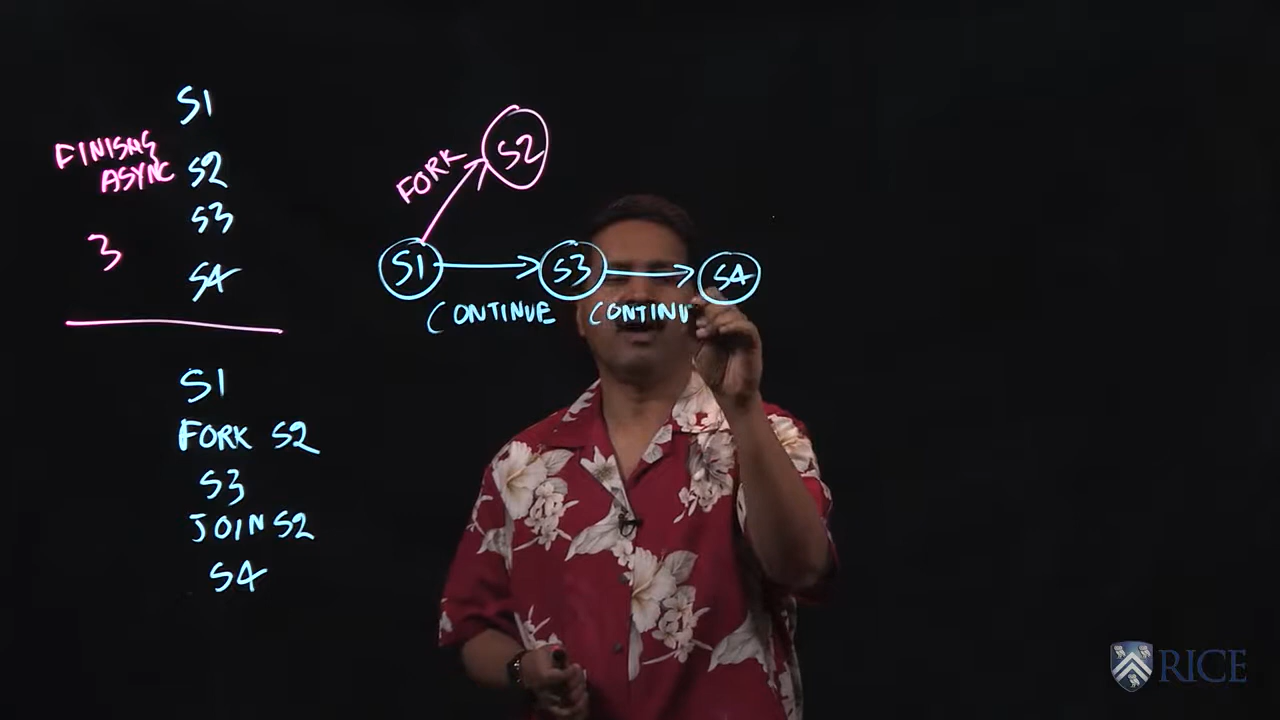 S1
FINISH {
ASYNC S2
S3
} S4
S1
FORK S2
S3
JOIN S2
S4
FORK
S2
S1
S3
S4
CONTINUE
CONTINU
RICE